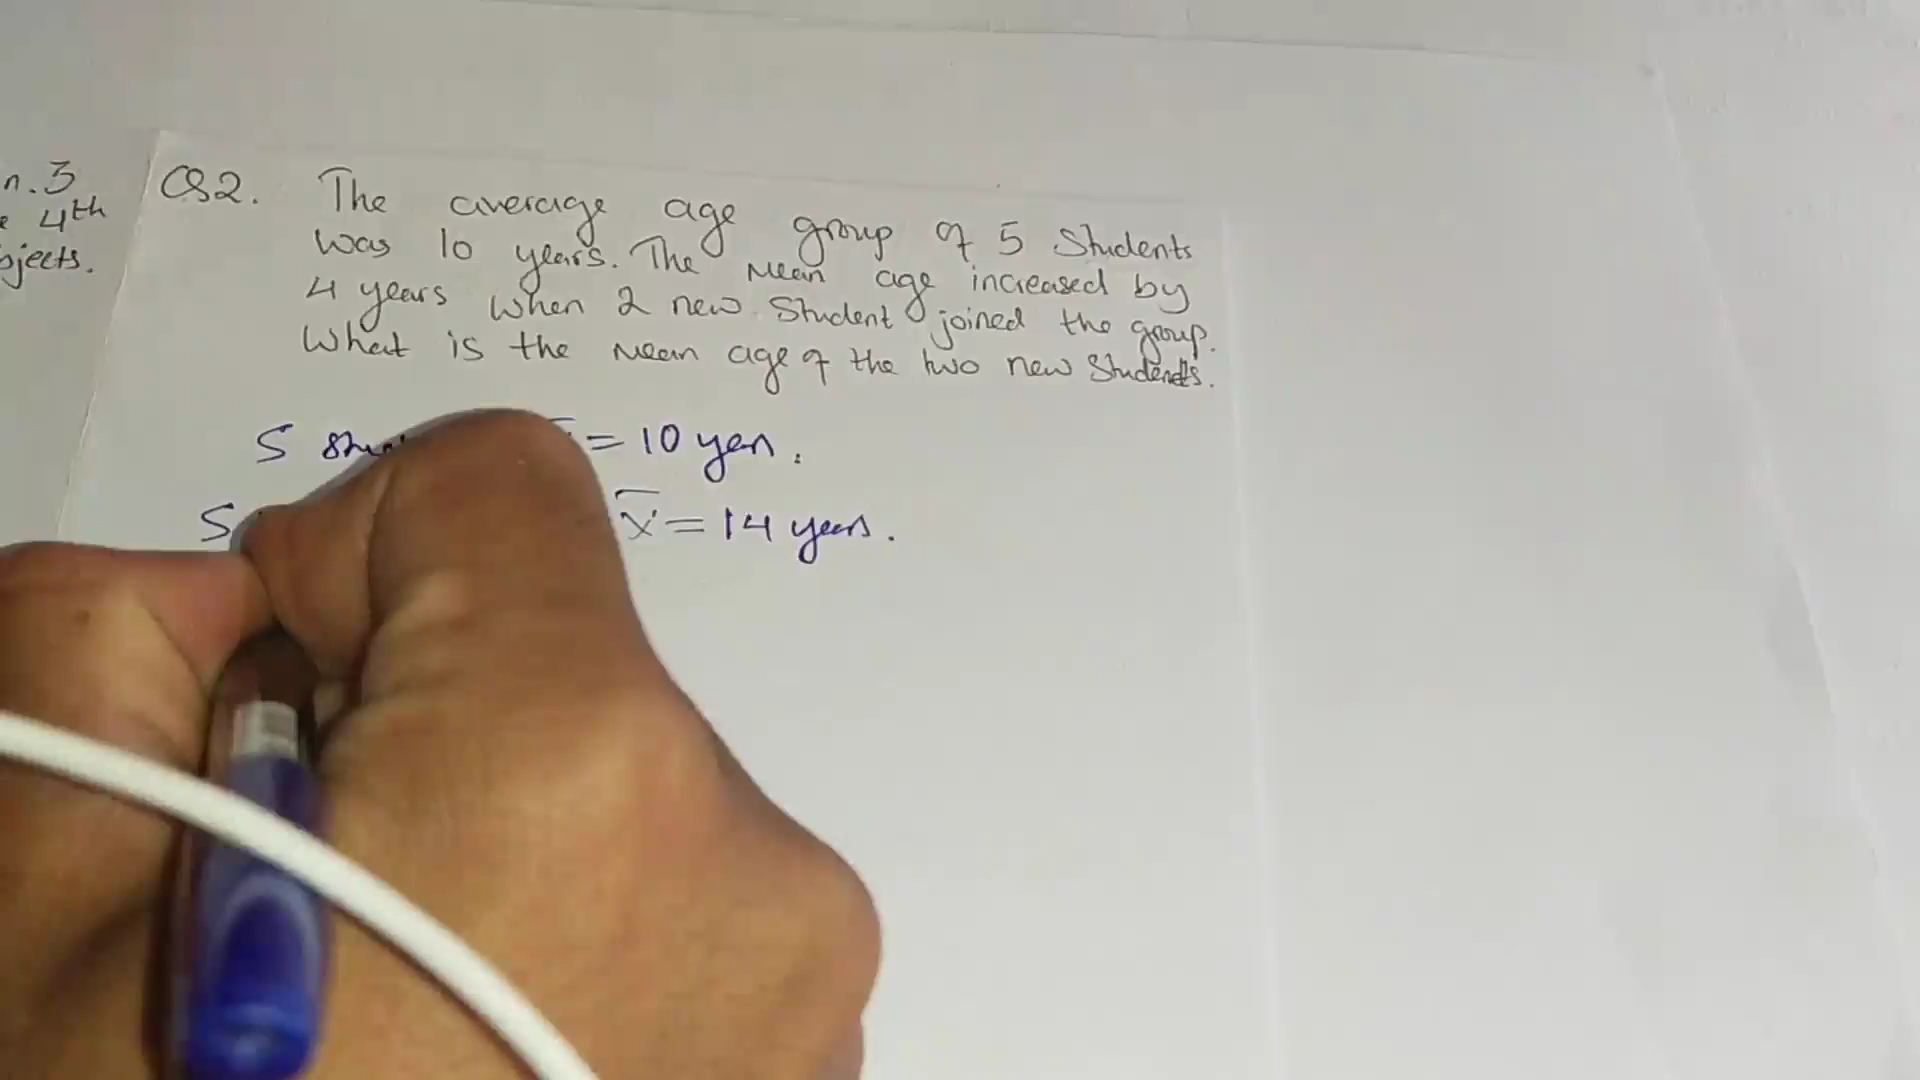 n. 3
4th
jects.
Q2. The average age group of 5 Students
was 10 years. The Mean age increased by
4 years when 2 new Student joined the group.
What is the Mean age of the two new Students.
5 = 10 years.
5 x̄ = 14 years.